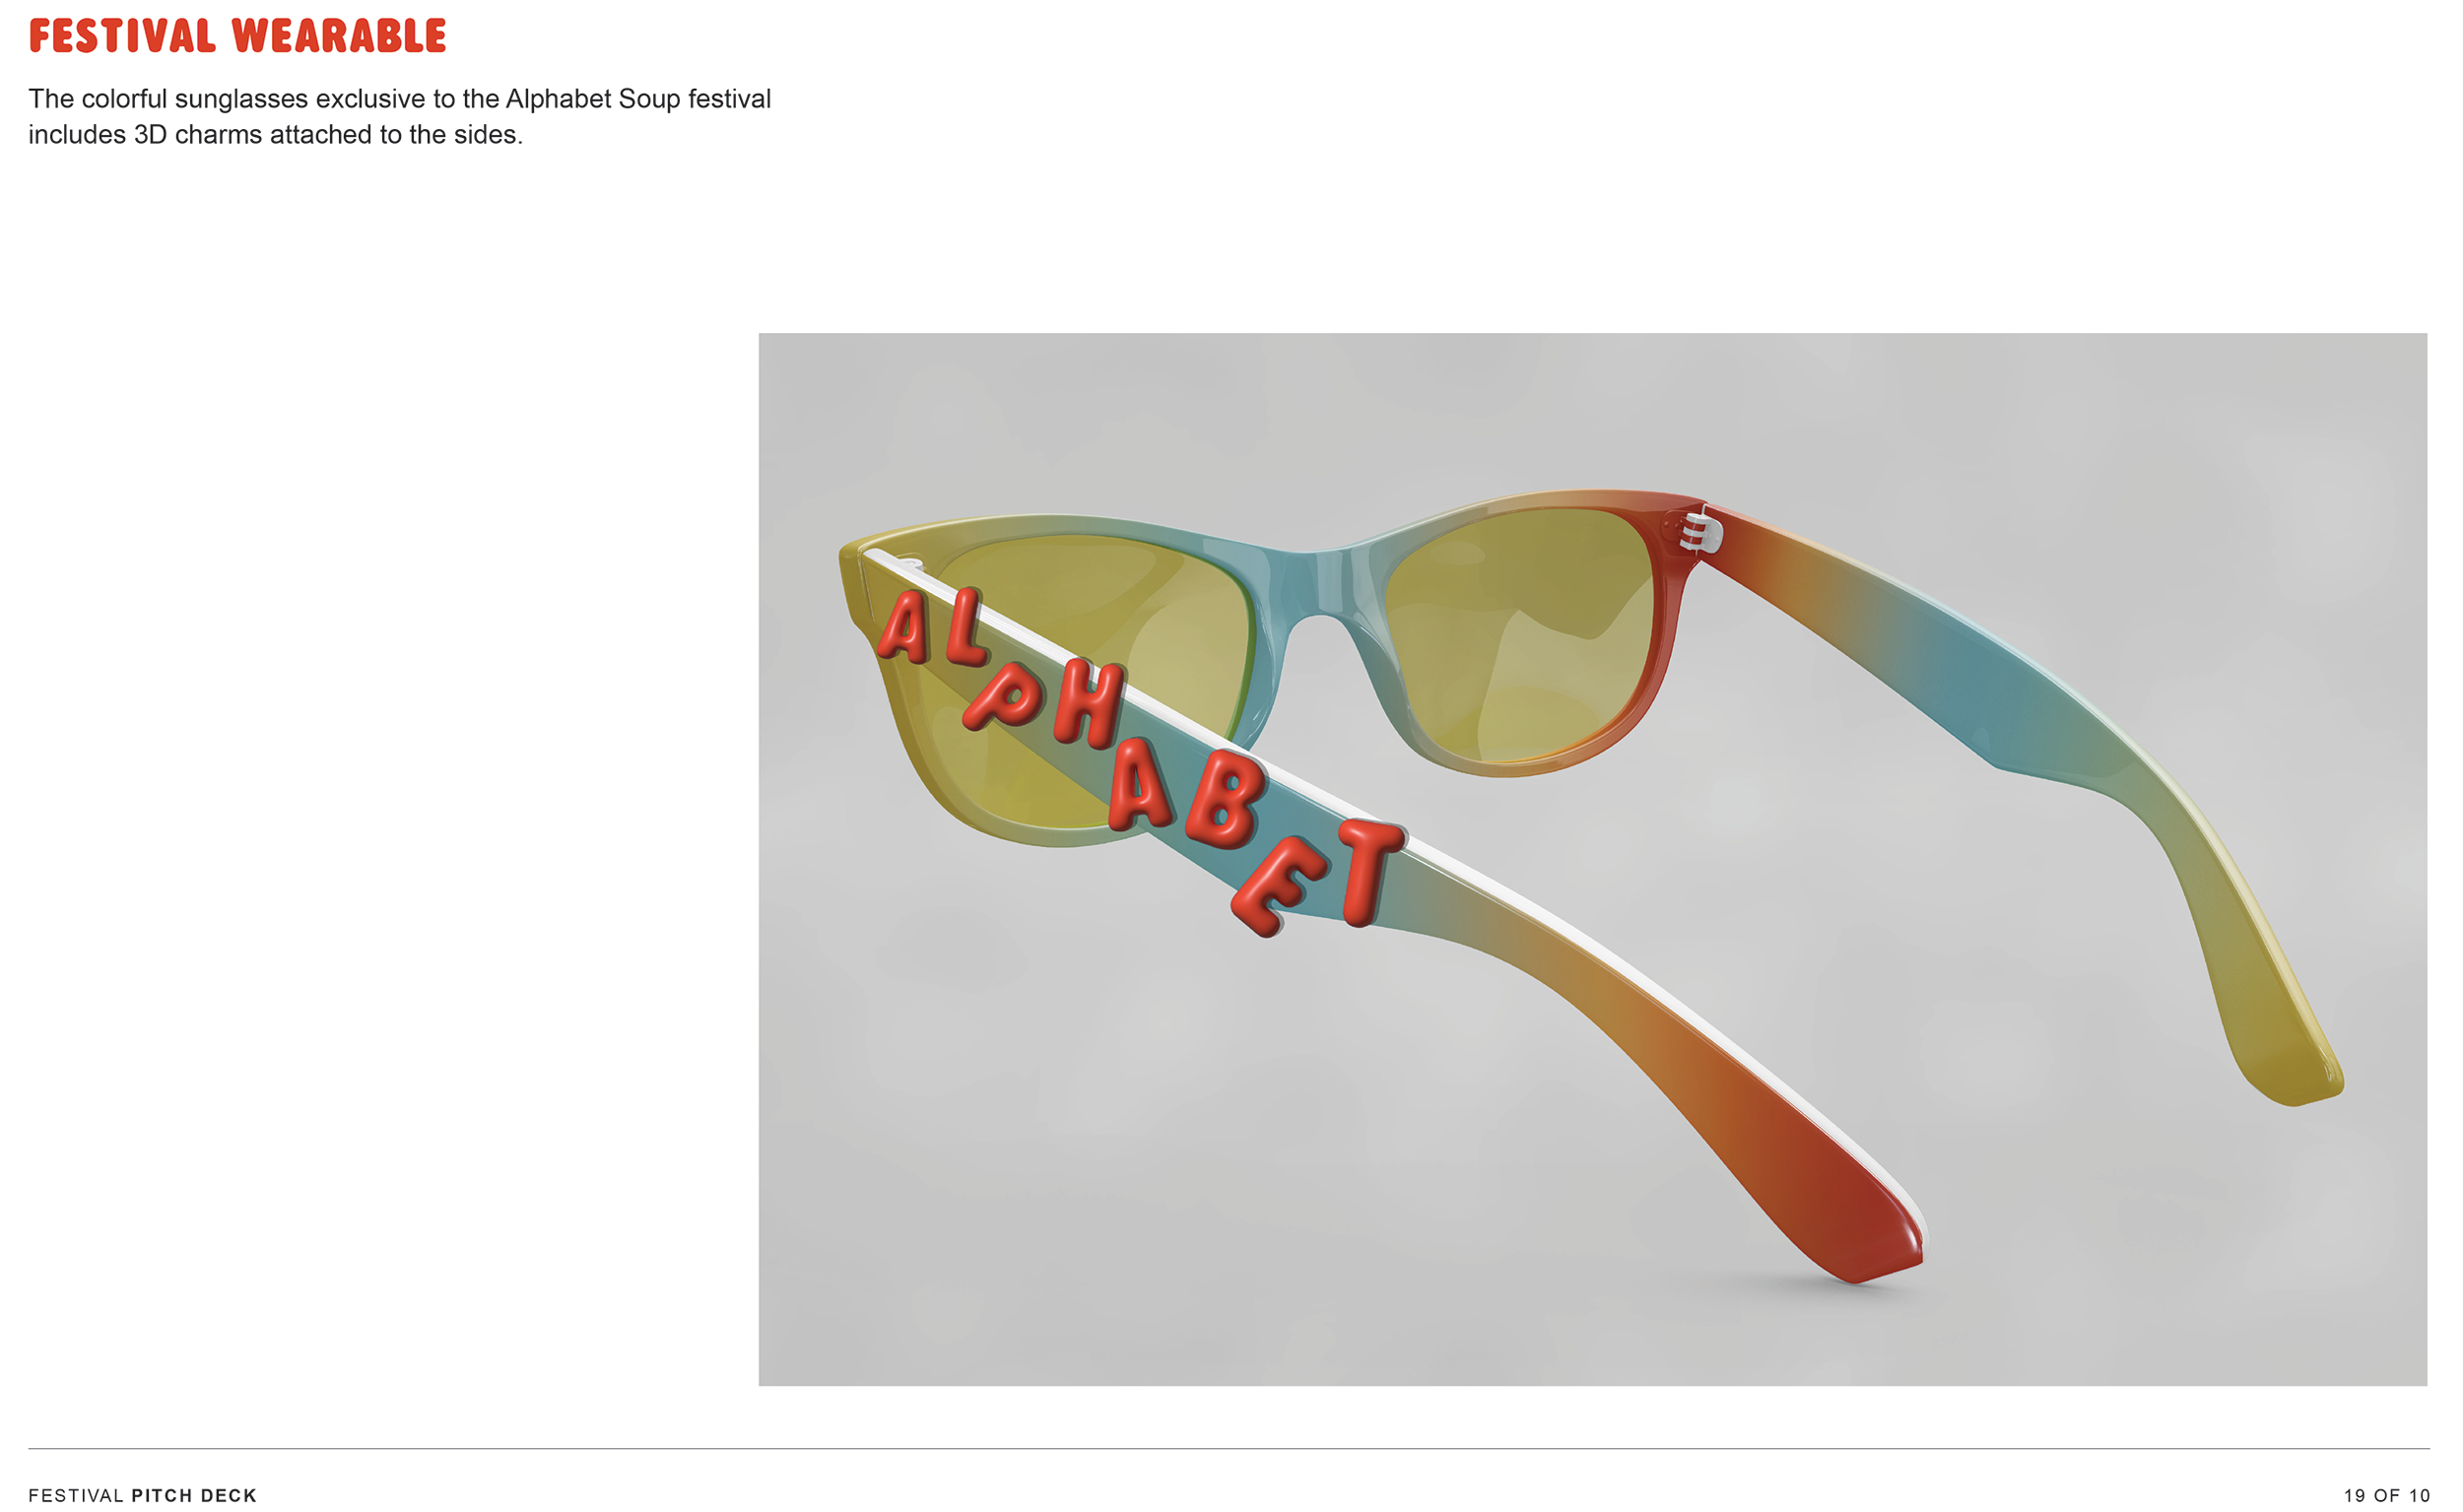 FESTIVAL WEARABLE
The colorful sunglasses exclusive to the Alphabet Soup festival
includes 3D charms attached to the sides.
ALPHABET
FESTIVAL PITCH DECK
19 OF 10